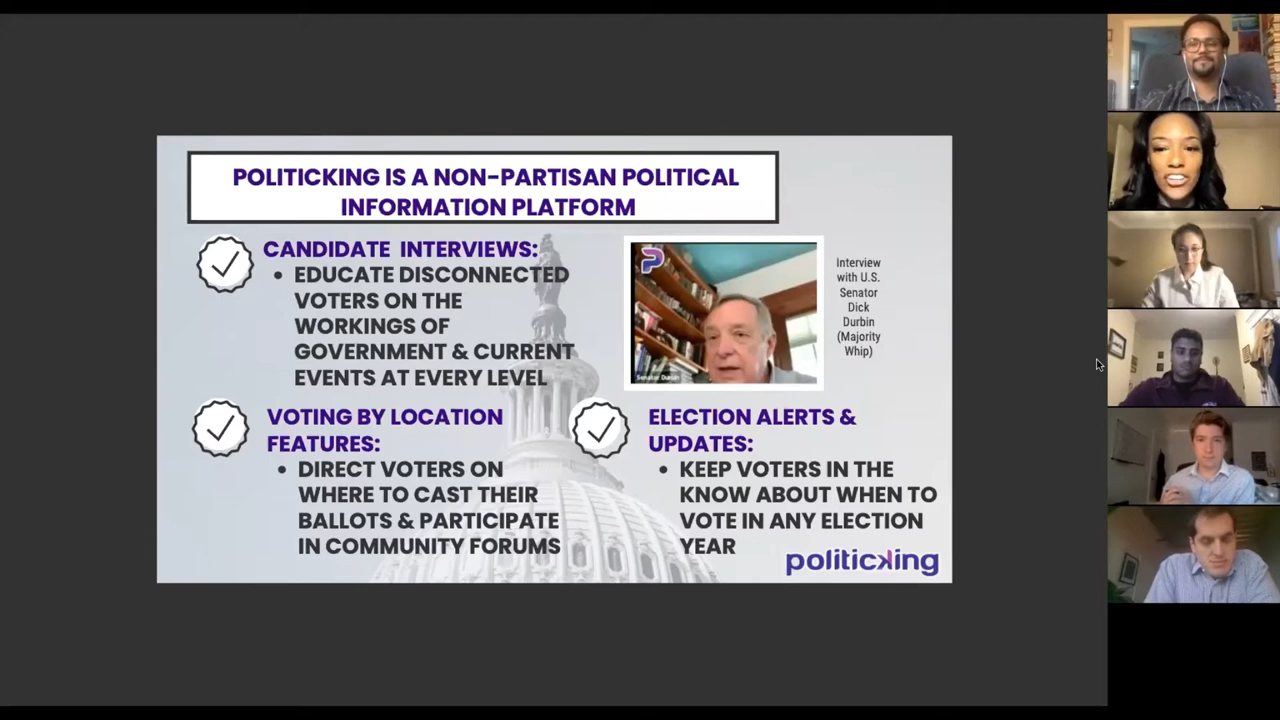 POLITICKING IS A NON-PARTISAN POLITICAL
INFORMATION PLATFORM
CANDIDATE INTERVIEWS:
• EDUCATE DISCONNECTED
VOTERS ON THE
WORKINGS OF
GOVERNMENT & CURRENT
EVENTS AT EVERY LEVEL
P
Senator Durbin
Interview
with U.S.
Senator
Dick
Durbin
(Majority
Whip)
VOTING BY LOCATION
FEATURES:
• DIRECT VOTERS ON
WHERE TO CAST THEIR
BALLOTS & PARTICIPATE
IN COMMUNITY FORUMS
ELECTION ALERTS &
UPDATES:
• KEEP VOTERS IN THE
KNOW ABOUT WHEN TO
VOTE IN ANY ELECTION
YEAR
politicking